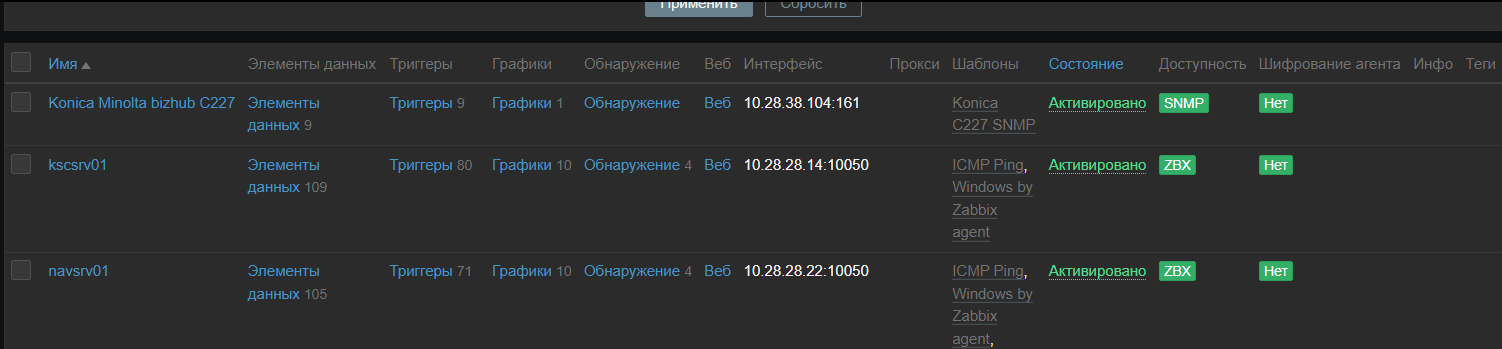 Применить Сбросить
Имя Элементы данных Триггеры Графики Обнаружение Веб Интерфейс Прокси Шаблоны Состояние Доступность Шифрование агента Инфо Теги
Konica Minolta bizhub C227 Элементы Триггеры 9 Графики 1 Обнаружение Веб 10.28.38.104:161 Konica Активировано SNMP Нет
данных 9 C227 SNMP
kscsrv01 Элементы Триггеры 80 Графики 10 Обнаружение 4 Веб 10.28.28.14:10050 ICMP Ping, Активировано ZBX Нет
данных 109 Windows by
Zabbix
agent
navsrv01 Элементы Триггеры 71 Графики 10 Обнаружение 4 Веб 10.28.28.22:10050 ICMP Ping, Активировано ZBX Нет
данных 105 Windows by
Zabbix
agent,